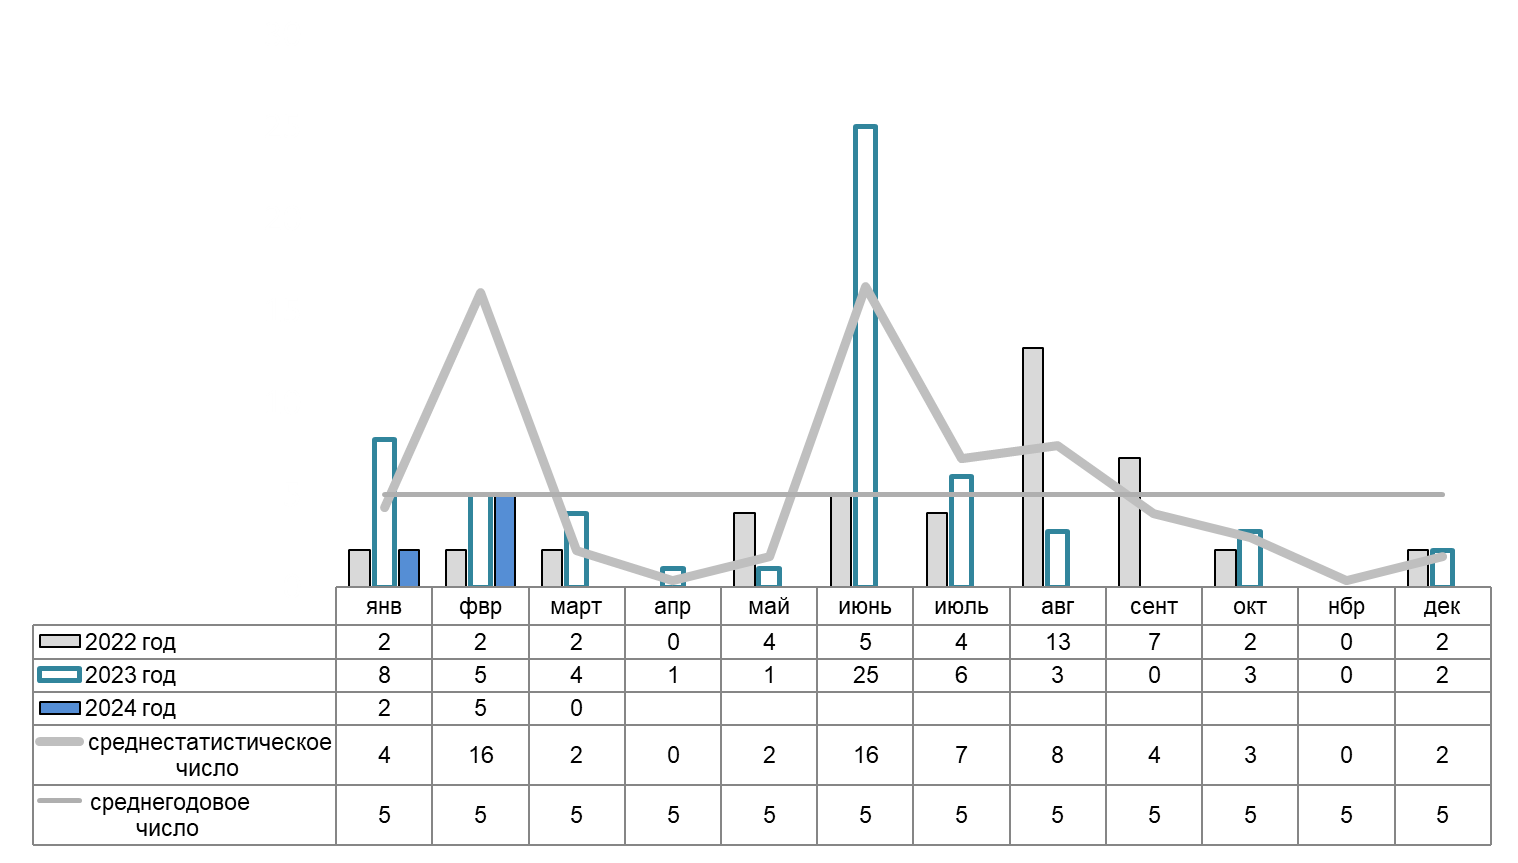 янв фвр март апр май июнь июль авг сент окт нбр дек
2022 год 2 2 2 0 4 5 4 13 7 2 0 2
2023 год 8 5 4 1 1 25 6 3 0 3 0 2
2024 год 2 5 0
среднестатистическое
число 4 16 2 0 2 16 7 8 4 3 0 2
среднегодовое
число 5 5 5 5 5 5 5 5 5 5 5 5